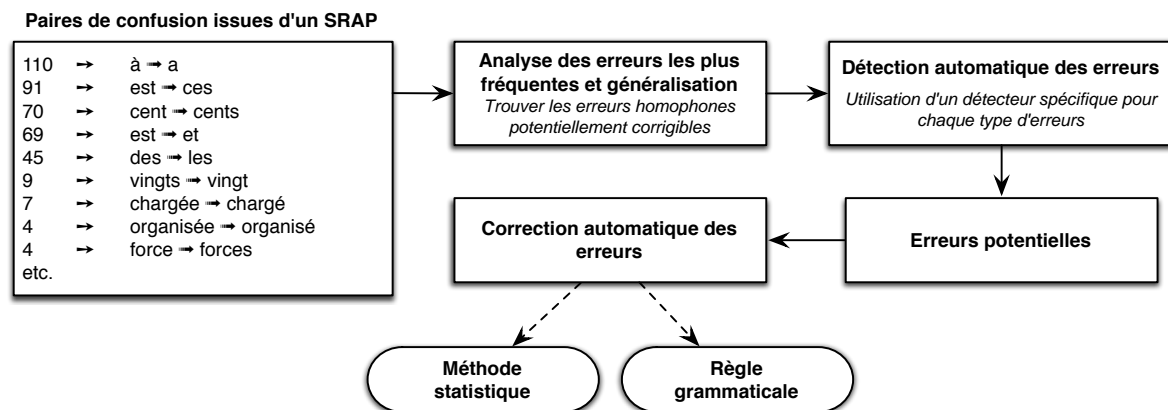 Paires de confusion issues d'un SRAP
110 ➙ à ➟ a
91 ➙ est ➟ ces
70 ➙ cent ➟ cents
69 ➙ est ➟ et
45 ➙ des ➟ les
9 ➙ vingts ➟ vingt
7 ➙ chargée ➟ chargé
4 ➙ organisée ➟ organisé
4 ➙ force ➟ forces
etc.
Analyse des erreurs les plus
fréquentes et généralisation
Trouver les erreurs homophones
potentiellement corrigibles
Détection automatique des erreurs
Utilisation d'un détecteur spécifique pour
chaque type d'erreurs
Erreurs potentielles
Correction automatique des
erreurs
Méthode
statistique
Règle
grammaticale